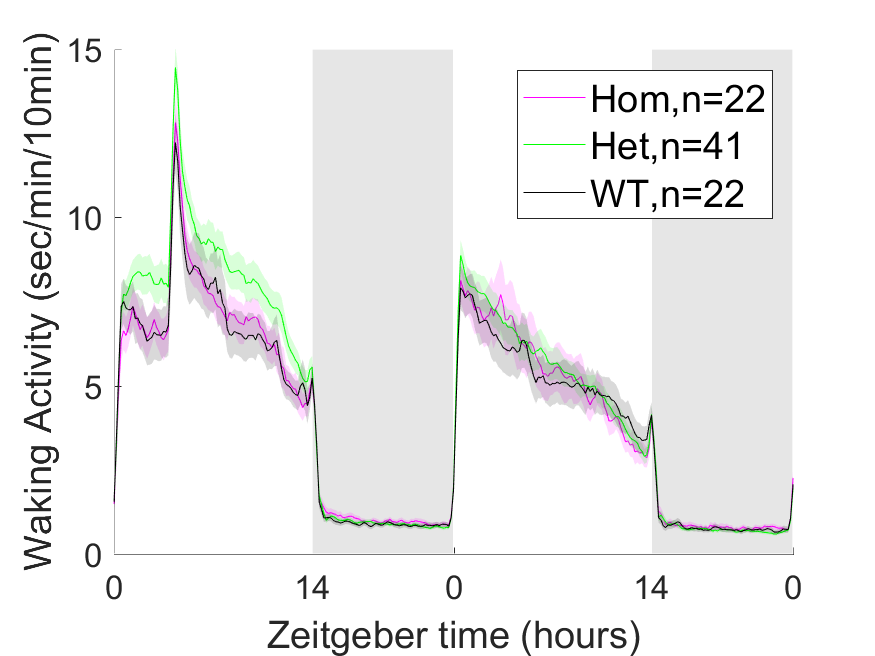 Waking Activity (sec/min/10min)
15
10
5
0
Hom,n=22
Het,n=41
WT,n=22
0 14 0 14 0
Zeitgeber time (hours)